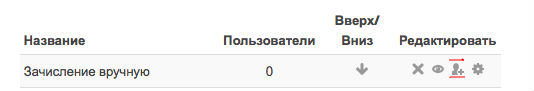 Название Пользователи Вверх/
Вниз Редактировать
Зачисление вручную 0